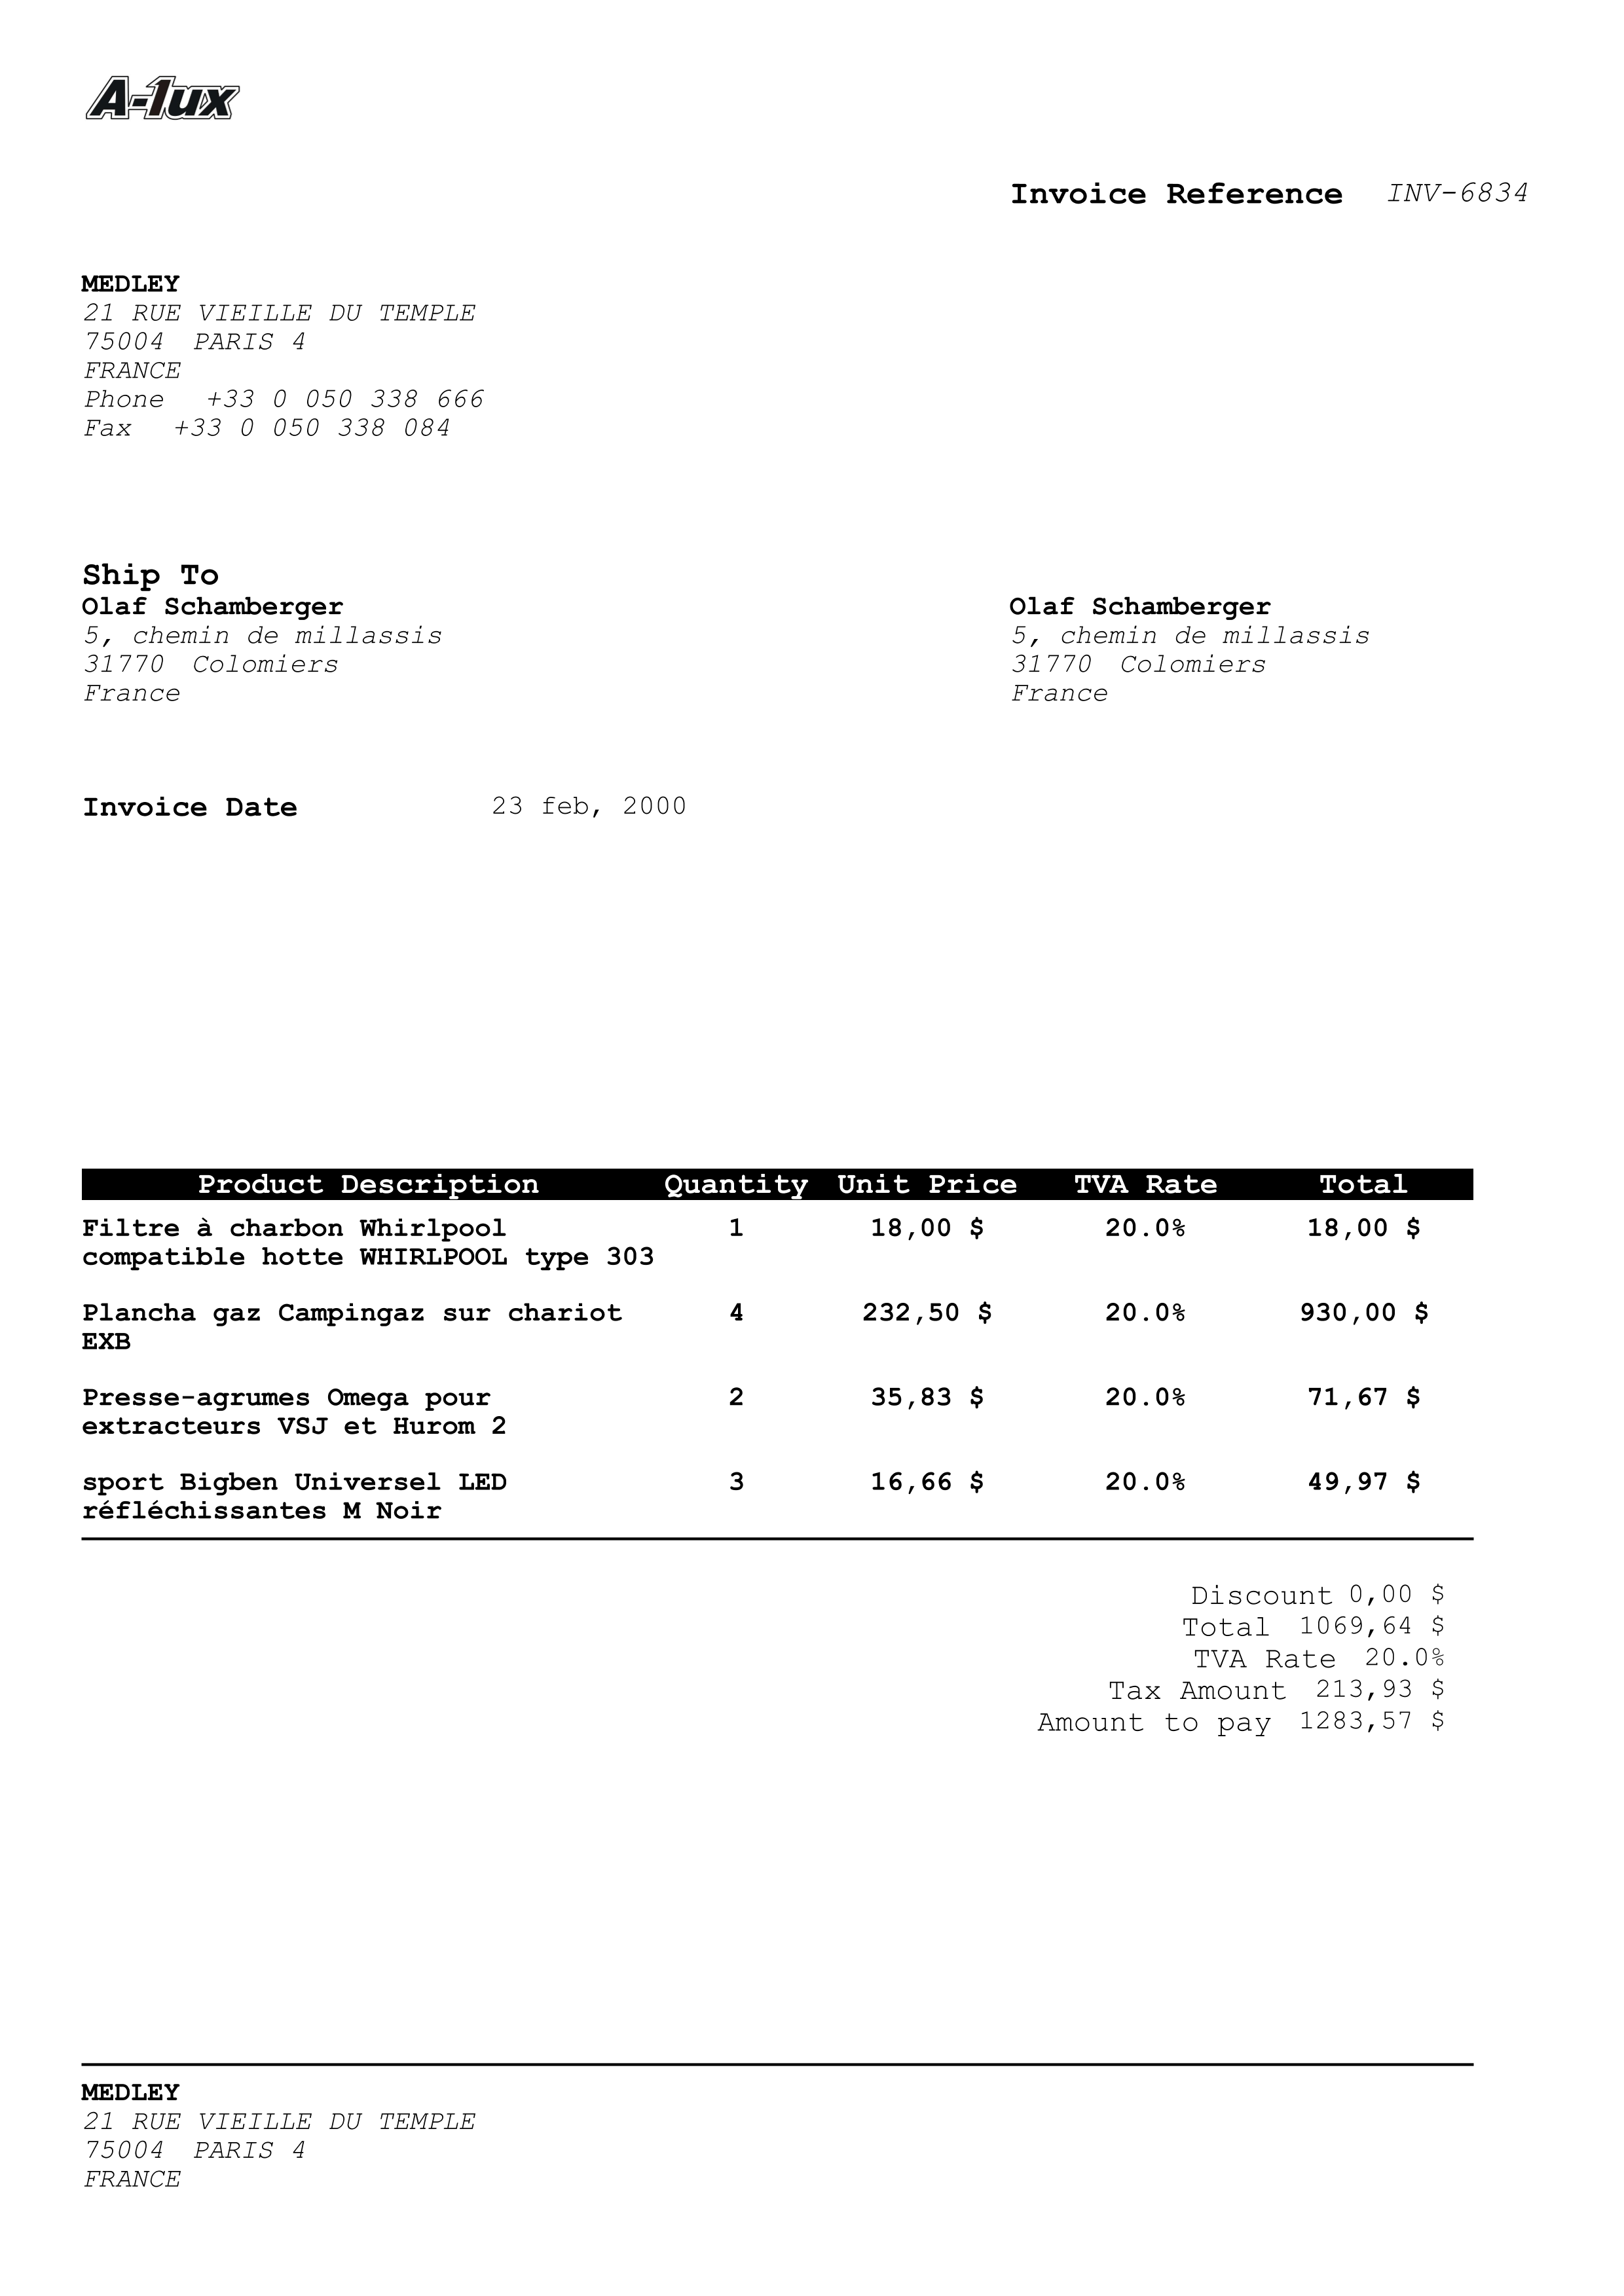 A-1ux
Invoice Reference INV-6834
MEDLEY
21 RUE VIEILLE DU TEMPLE
75004 PARIS 4
FRANCE
Phone +33 0 050 338 666
Fax +33 0 050 338 084
Ship To
Olaf Schamberger
5, chemin de millassis
31770 Colomiers
France
Olaf Schamberger
5, chemin de millassis
31770 Colomiers
France
Invoice Date 23 feb, 2000
Product Description Quantity Unit Price TVA Rate Total
Filtre à charbon Whirlpool 1 18,00 $ 20.0% 18,00 $
compatible hotte WHIRLPOOL type 303
Plancha gaz Campingaz sur chariot 4 232,50 $ 20.0% 930,00 $
EXB
Presse-agrumes Omega pour 2 35,83 $ 20.0% 71,67 $
extracteurs VSJ et Hurom 2
sport Bigben Universel LED 3 16,66 $ 20.0% 49,97 $
réfléchissantes M Noir
Discount 0,00 $
Total 1069,64 $
TVA Rate 20.0%
Tax Amount 213,93 $
Amount to pay 1283,57 $
MEDLEY
21 RUE VIEILLE DU TEMPLE
75004 PARIS 4
FRANCE